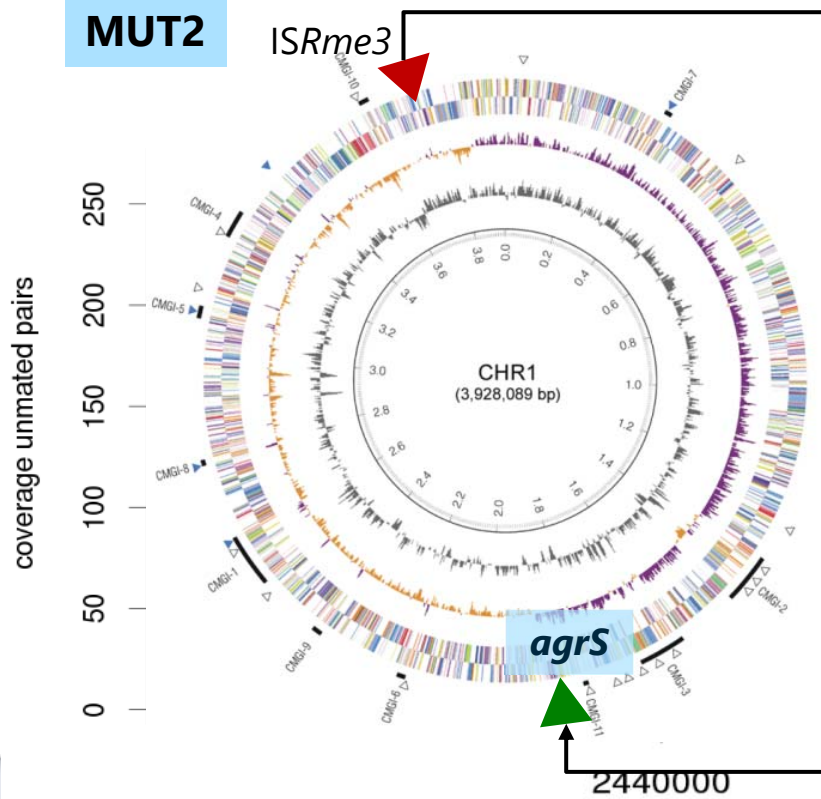 MUT2
ISRme3
CMGI-10
CMGI-7
CMGI-4
CMGI-5
CMGI-8
CMGI-1
CMGI-9
CMGI-6
CMGI-11
CMGI-3
CMGI-2
coverage unmated pairs
250
200
150
100
50
0
0.0
0.2
0.4
0.6
0.8
1.0
1.2
1.4
1.6
1.8
2.0
2.2
2.4
2.6
2.8
3.0
3.2
3.4
3.6
3.8
CHR1
(3,928,089 bp)
agrS
2440000